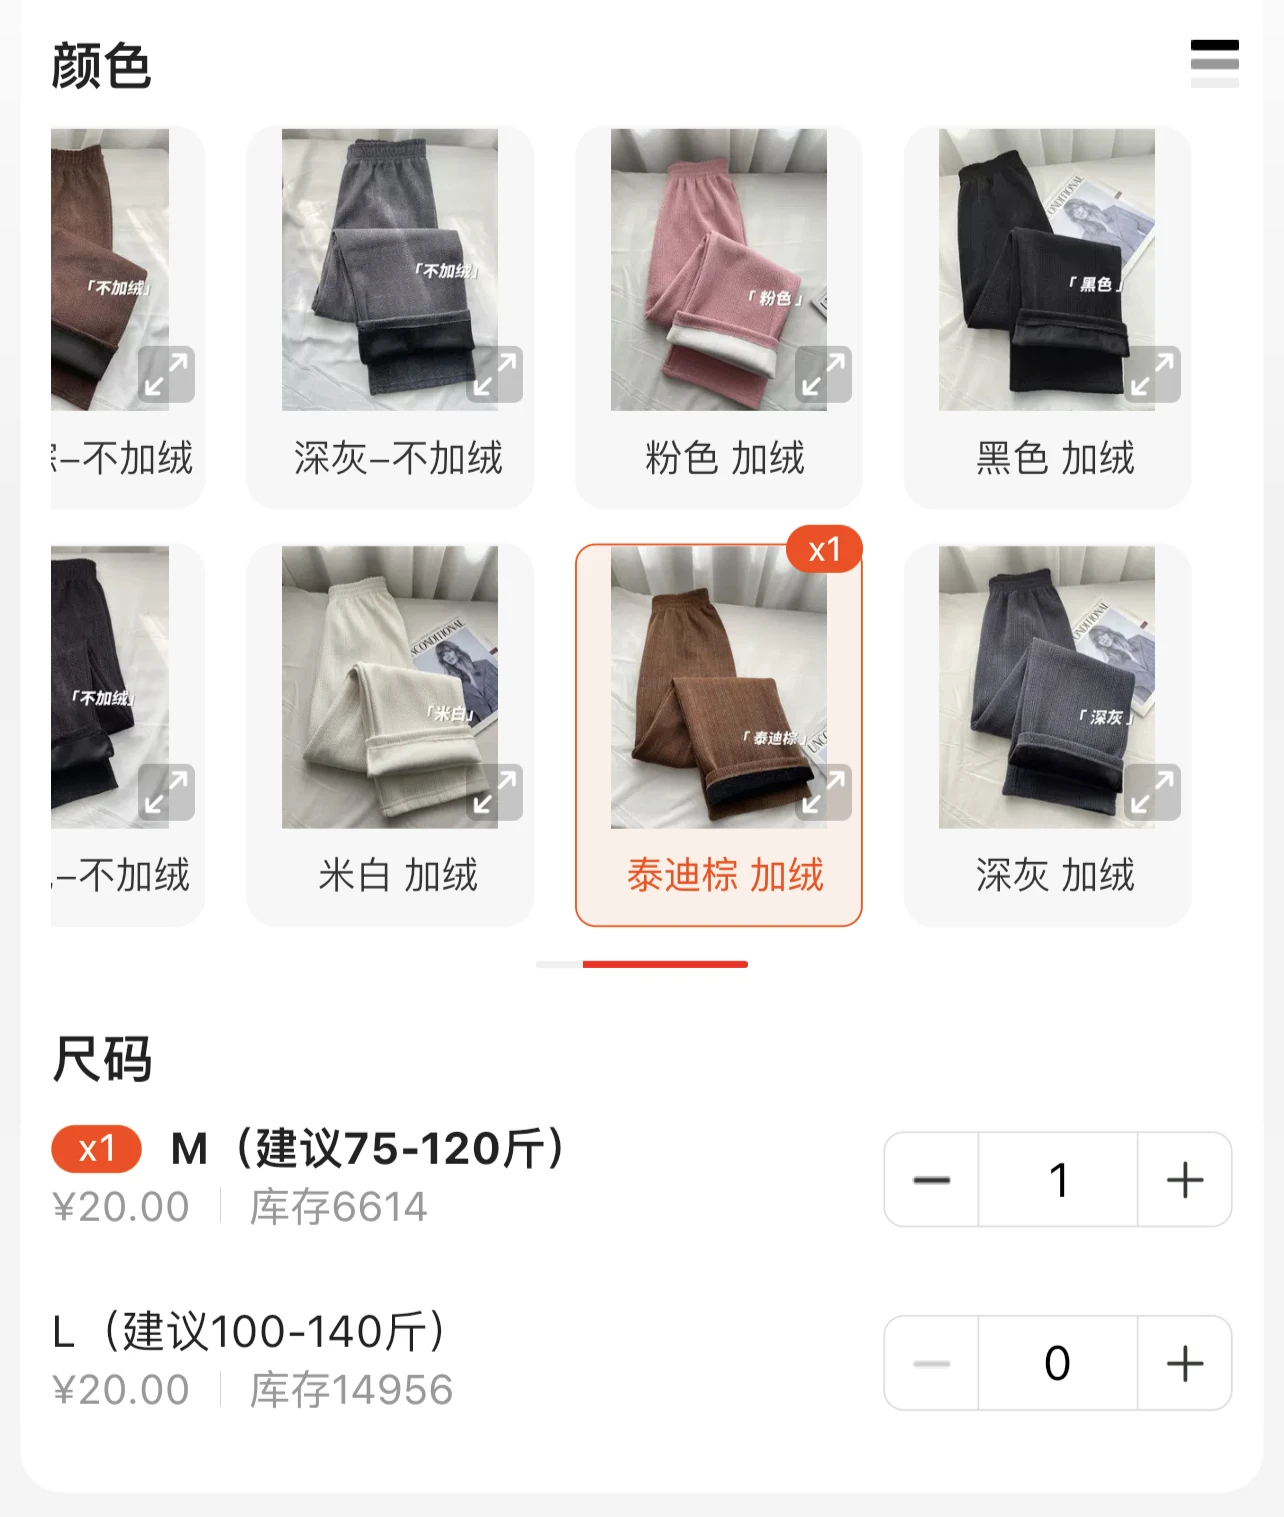 颜色
「不加绒」
「不加绒」
「粉色」
「黑色」
CONDITIONAL
–不加绒
深灰–不加绒
粉色 加绒
黑色 加绒
x1
「不加绒」
「米白」
「泰迪棕」
「深灰」
–不加绒
米白 加绒
泰迪棕 加绒
深灰 加绒
尺码
x1 M（建议75-120斤）
¥20.00 库存6614
1
L（建议100-140斤）
¥20.00 库存14956
0